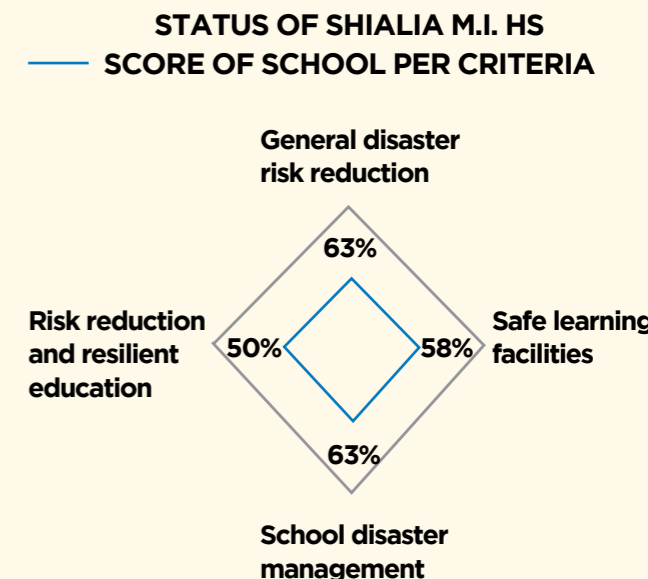 STATUS OF SHIALIA M.I. HS
SCORE OF SCHOOL PER CRITERIA
General disaster
risk reduction
63%
Risk reduction
and resilient
education
50%
58%
Safe learning
facilities
63%
School disaster
management